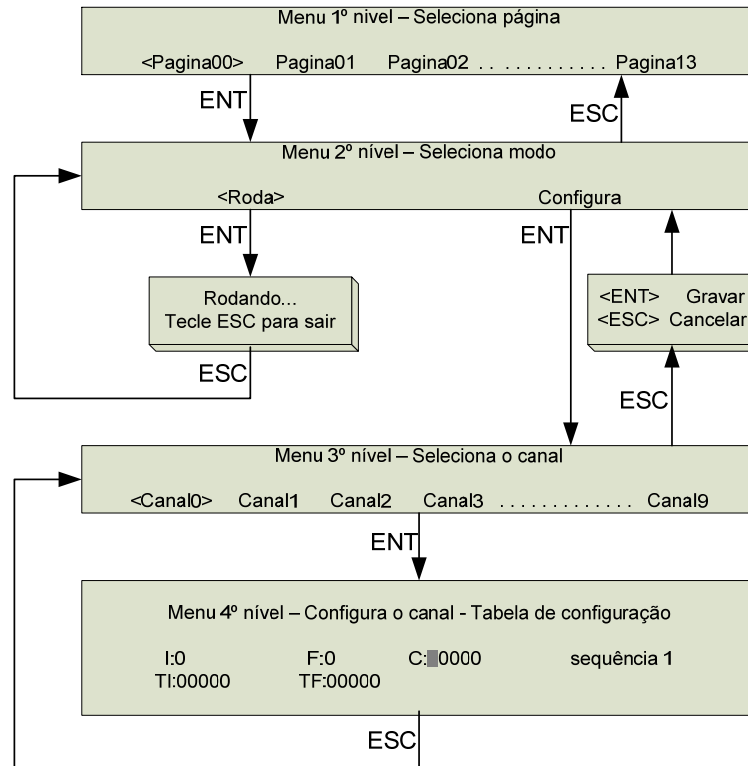 Menu 1º nivel – Seleciona página
<Pagina00> Pagina01 Pagina02 . . . . . . . . . . . . Pagina13
ENT
ESC
Menu 2º nível – Seleciona modo
<Roda> Configura
ENT
ENT
Rodando...
Tecle ESC para sair
<ENT> Gravar
<ESC> Cancelar
ESC
ESC
Menu 3º nível – Seleciona o canal
<Canal0> Canal1 Canal2 Canal3 . . . . . . . . . . . . . Canal9
ENT
Menu 4º nível – Configura o canal - Tabela de configuração
I:0 F:0 C:0000 sequência 1
TI:00000 TF:00000
ESC